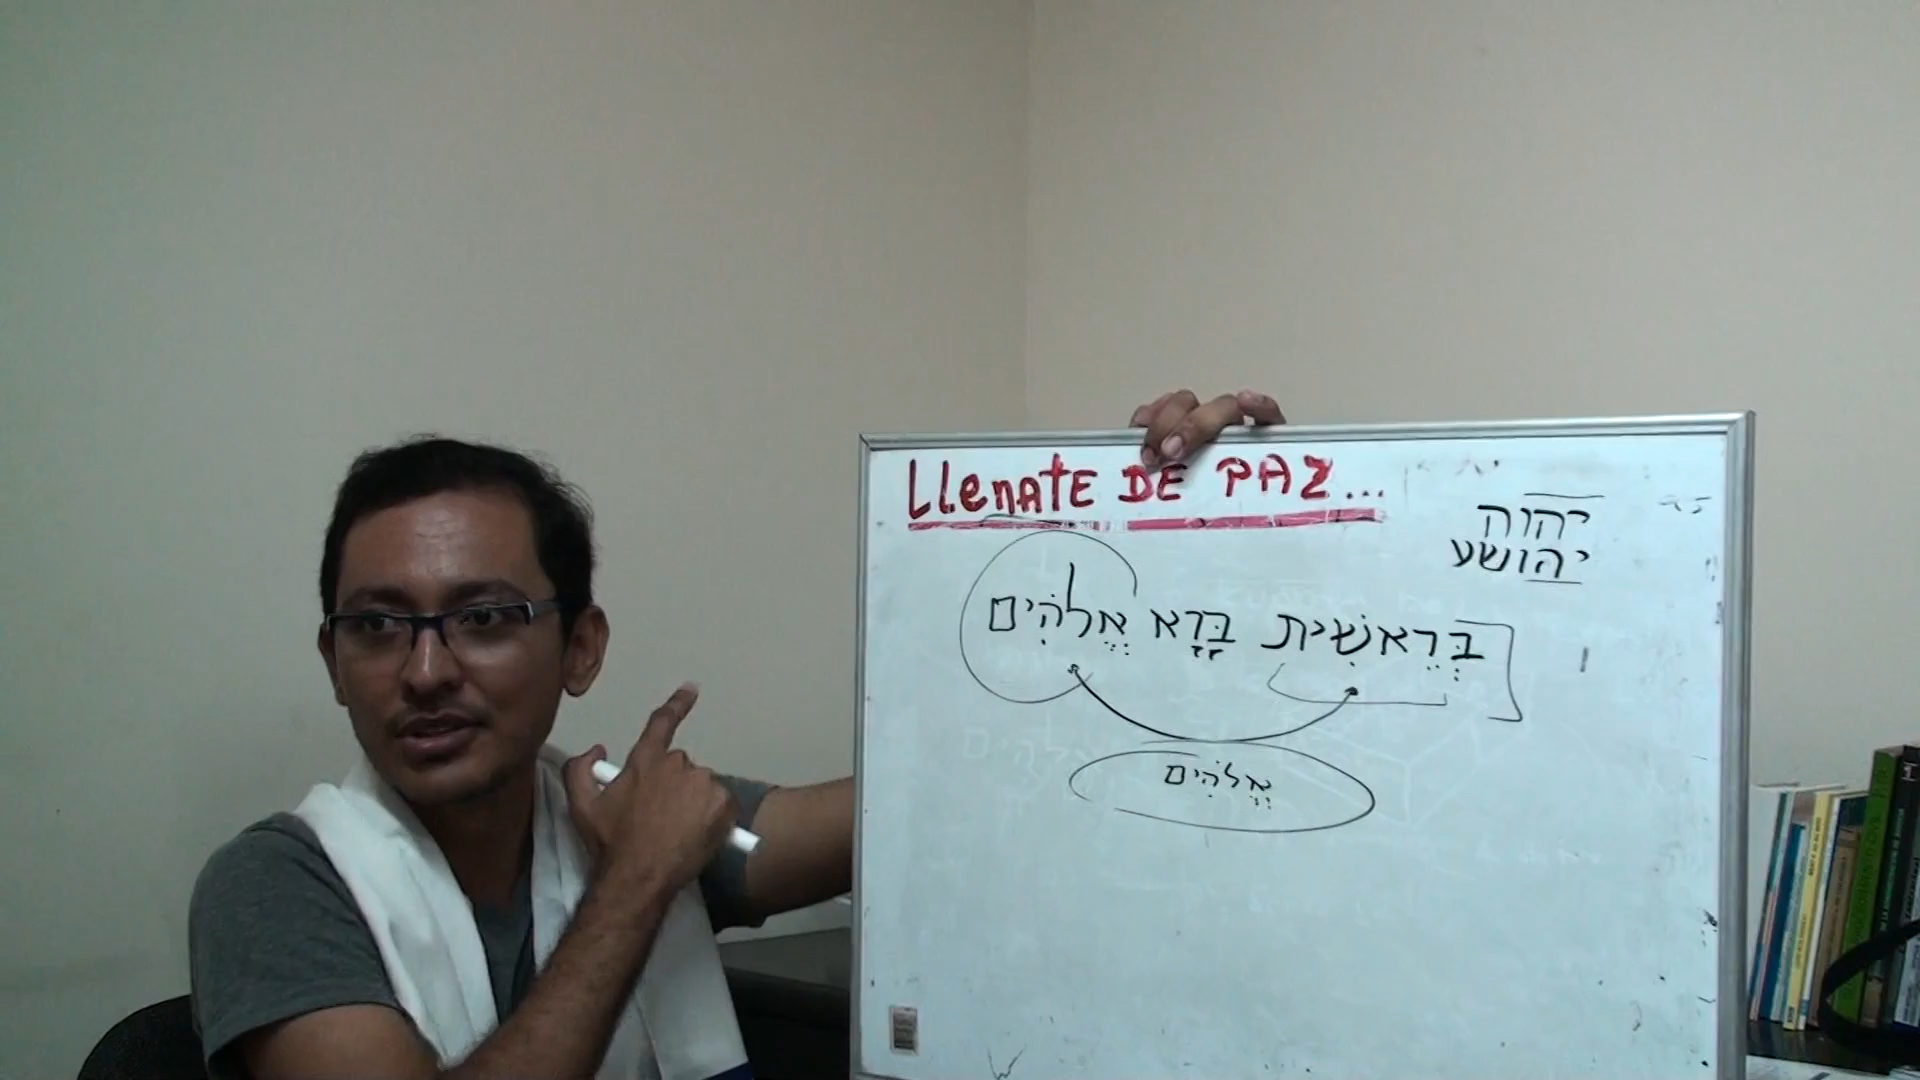 Llenate DE PAZ...
יהוה
יהושע
בְּרֵאשִׁית בָּרָא אֱלֹהִים
אֱלֹהִים